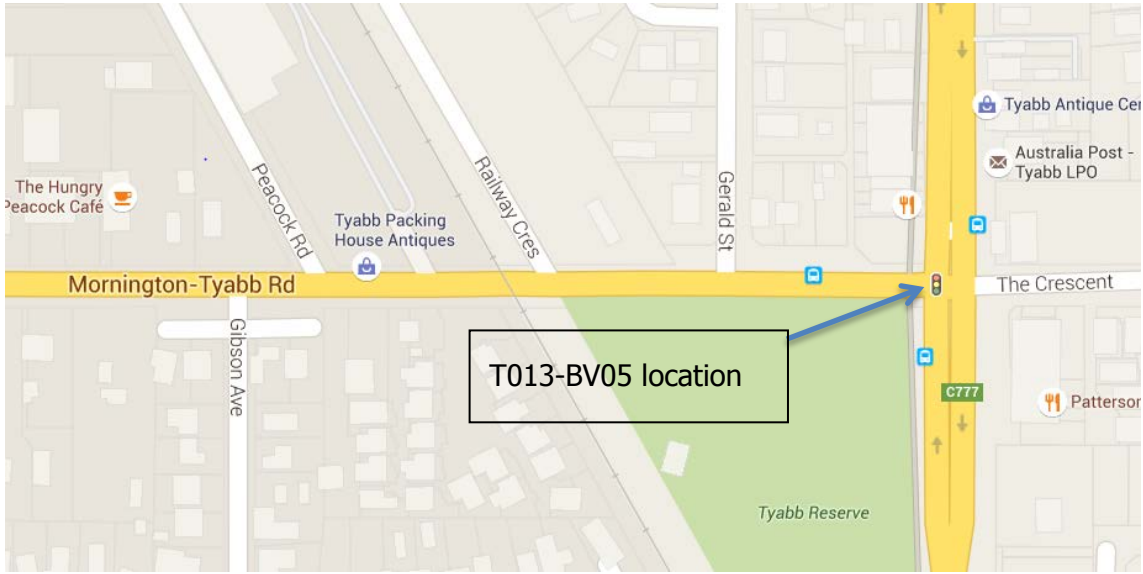 Tyabb Antique Cen
Australia Post -
Tyabb LPO
The Hungry
Peacock Café
Peacock Rd
Tyabb Packing
House Antiques
Railway Cres
Gerald St
Mornington-Tyabb Rd
The Crescent
Gibson Ave
T013-BV05 location
C777
Patterson
Tyabb Reserve